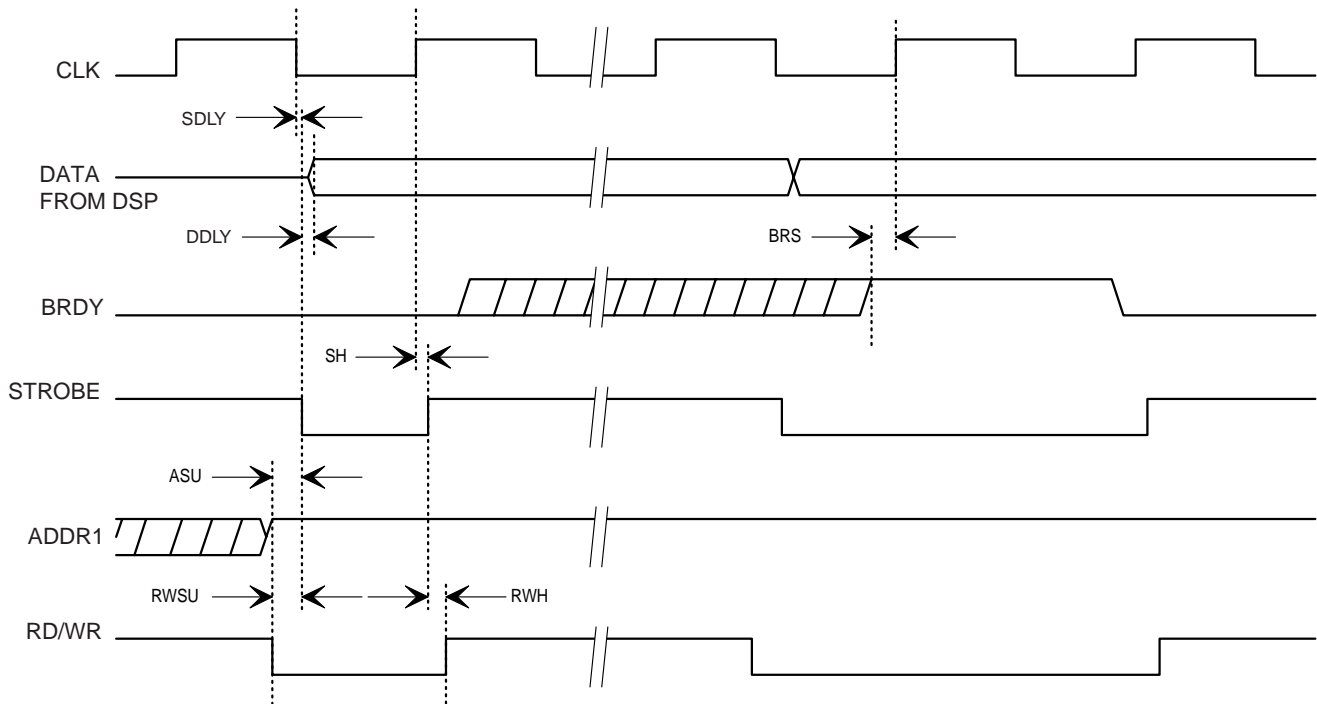 CLK
SDLY
DATA
FROM DSP
DDLY
BRS
BRDY
SH
STROBE
ASU
ADDR1
RWSU
RWH
RD/WR